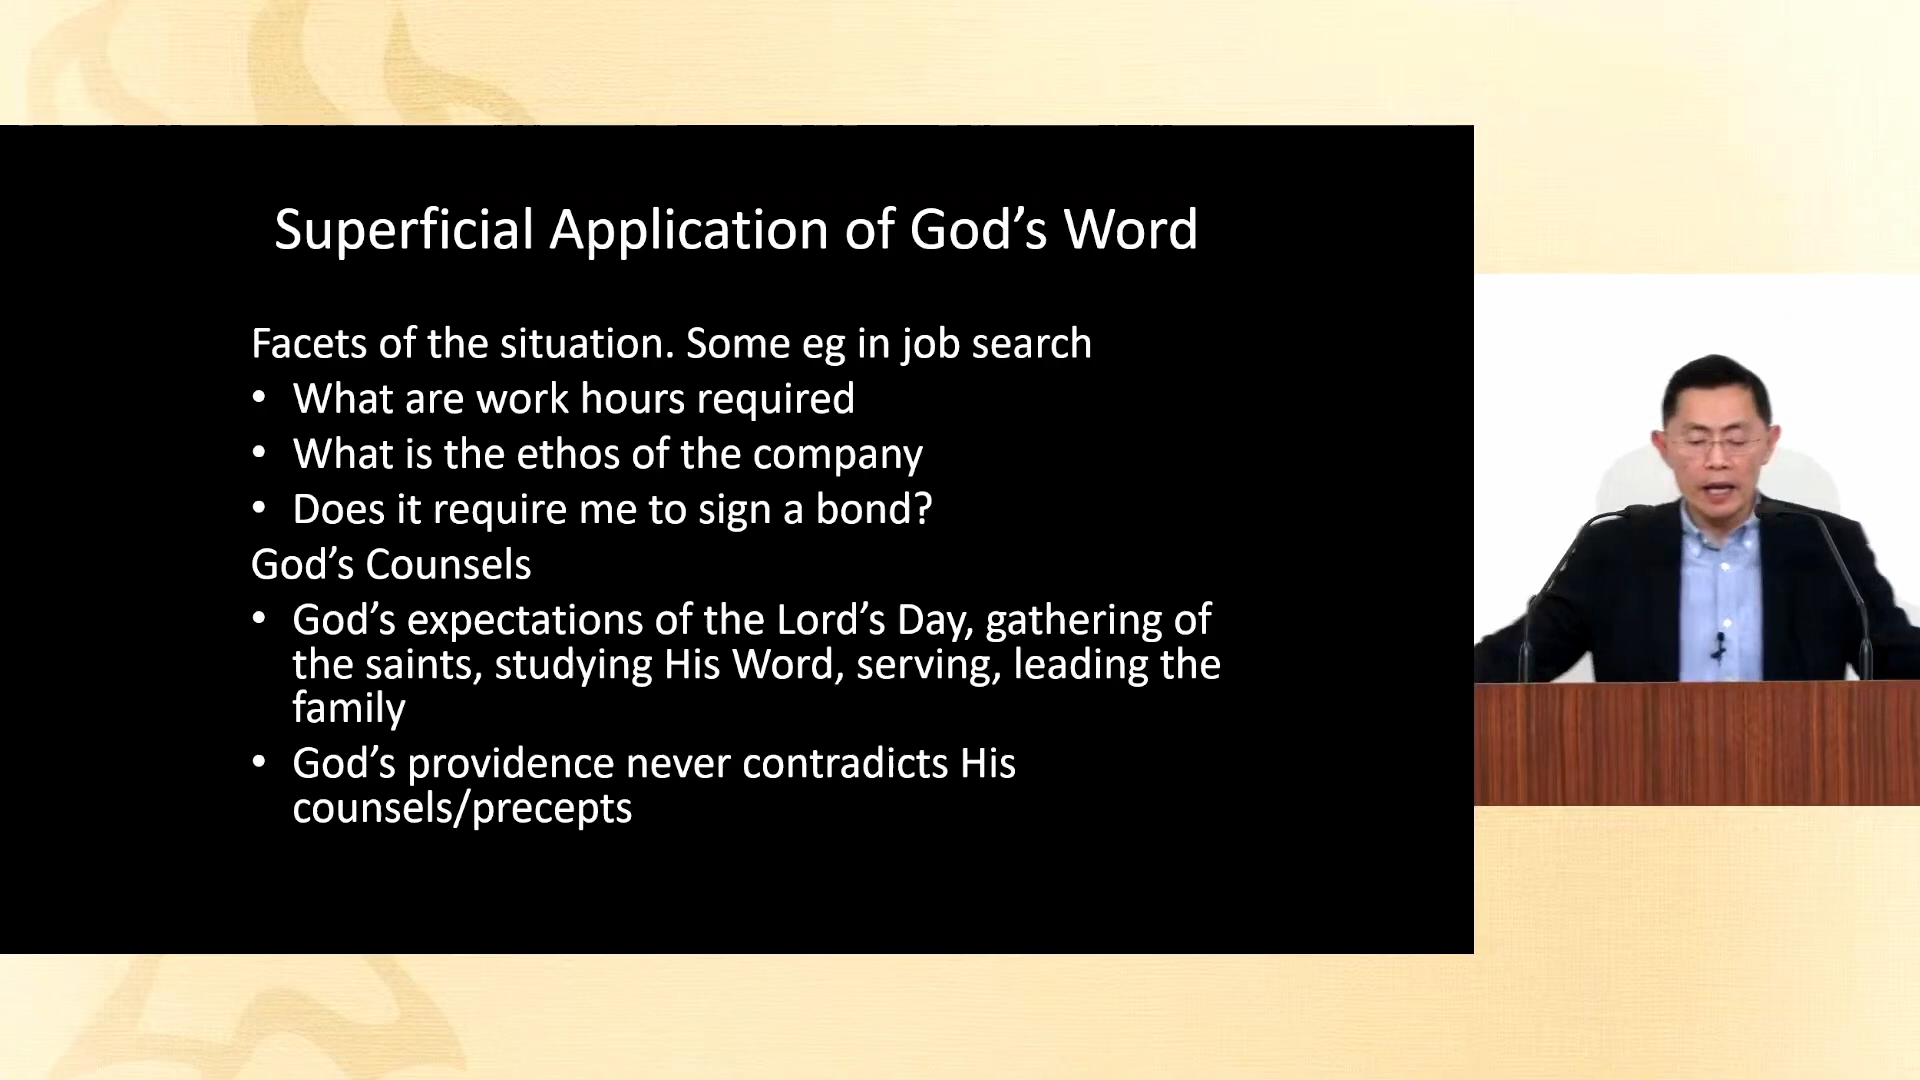 Superficial Application of God’s Word
Facets of the situation. Some eg in job search
• What are work hours required
• What is the ethos of the company
• Does it require me to sign a bond?
God’s Counsels
• God’s expectations of the Lord’s Day, gathering of
the saints, studying His Word, serving, leading the
family
• God’s providence never contradicts His
counsels/precepts